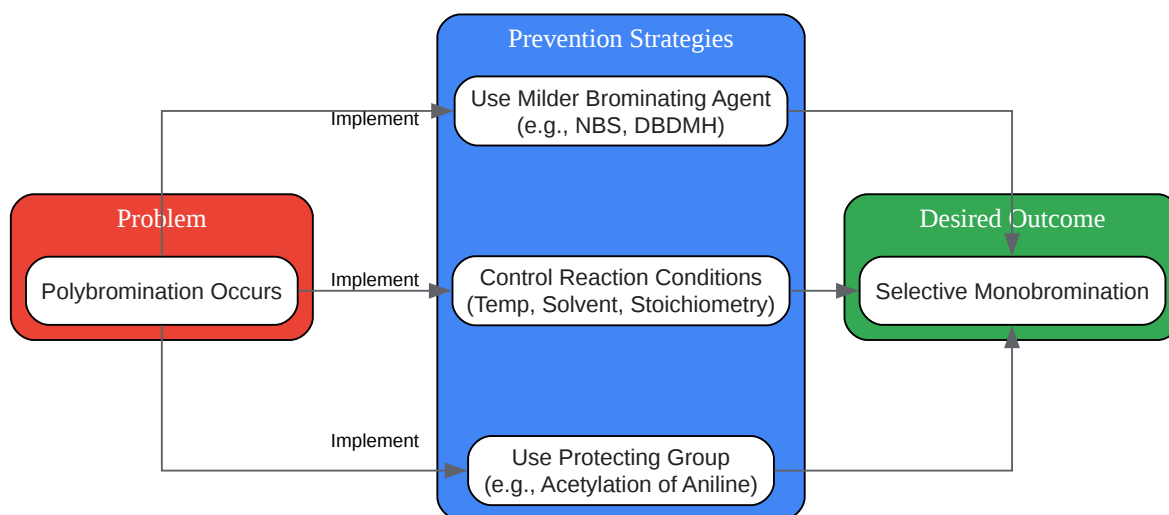 Prevention Strategies
Use Milder Brominating Agent
(e.g., NBS, DBDMH)
Implement
Problem
Polybromination Occurs
Implement
Control Reaction Conditions
(Temp, Solvent, Stoichiometry)
Desired Outcome
Selective Monobromination
Implement
Use Protecting Group
(e.g., Acetylation of Aniline)